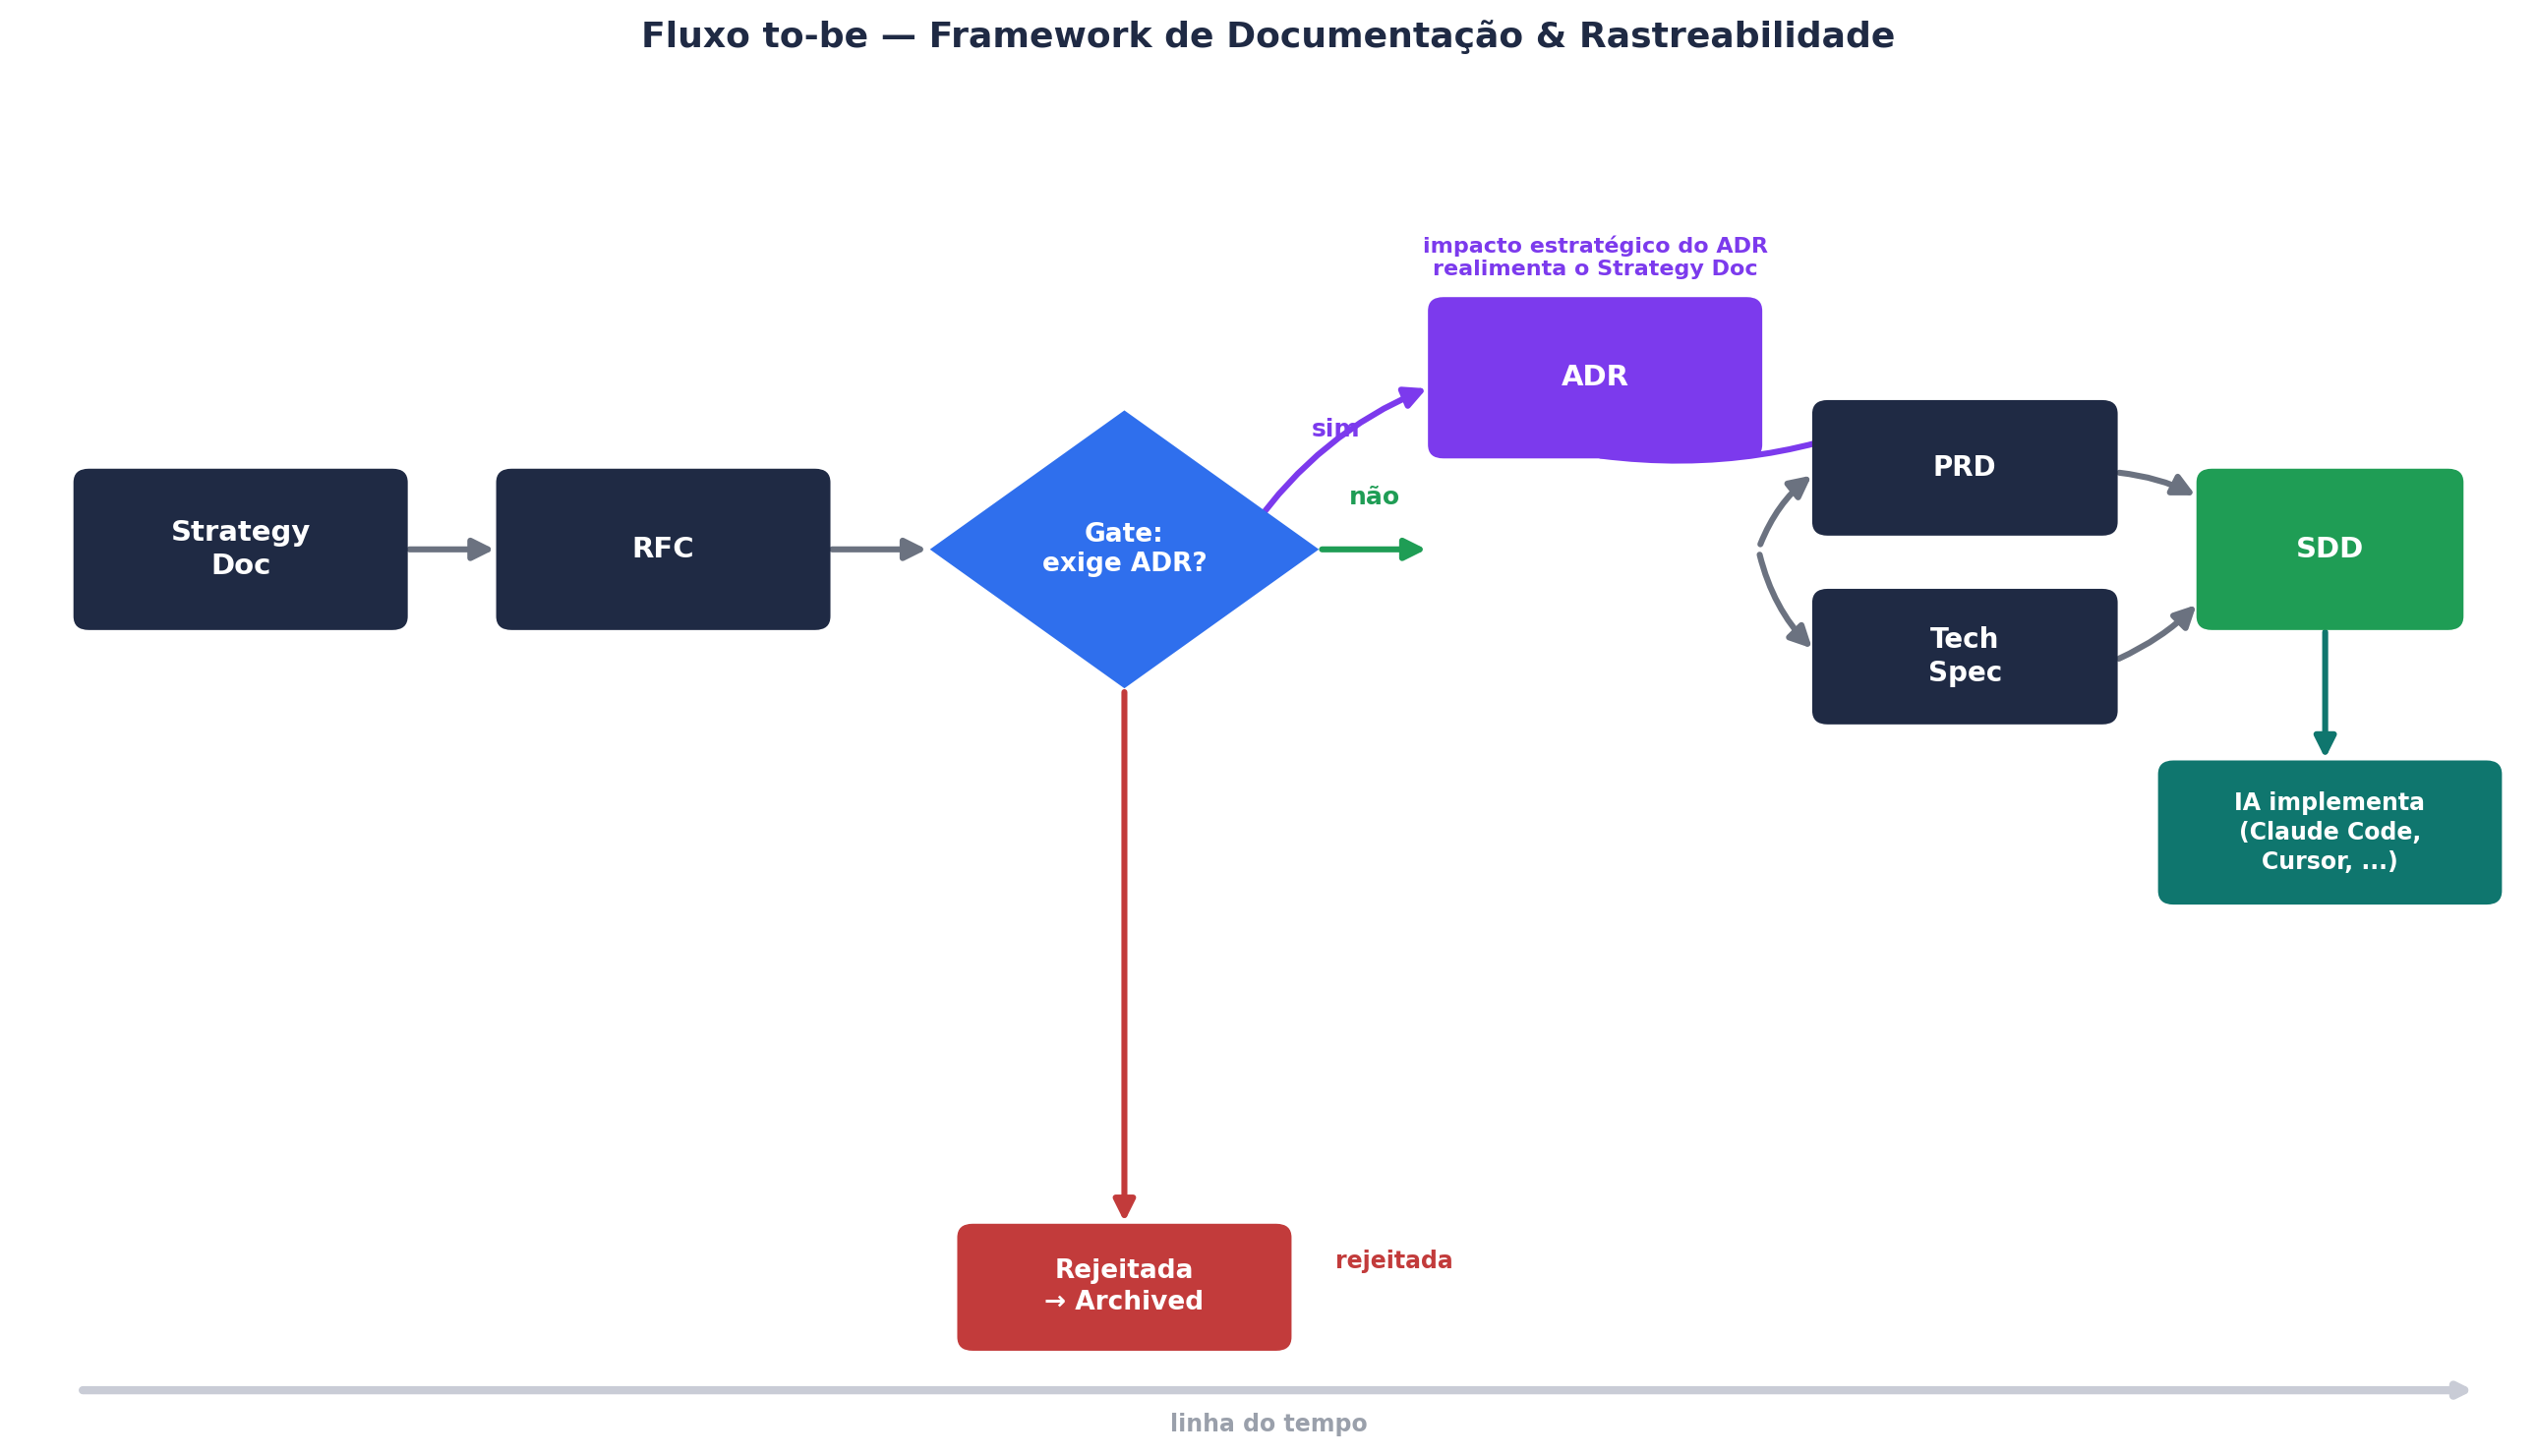 Fluxo to-be — Framework de Documentação & Rastreabilidade
impacto estratégico do ADR
realimenta o Strategy Doc
ADR
sim
não
PRD
Strategy
Doc
RFC
Gate:
exige ADR?
SDD
Tech
Spec
IA implementa
(Claude Code,
Cursor, ...)
Rejeitada
→ Archived
rejeitada
linha do tempo